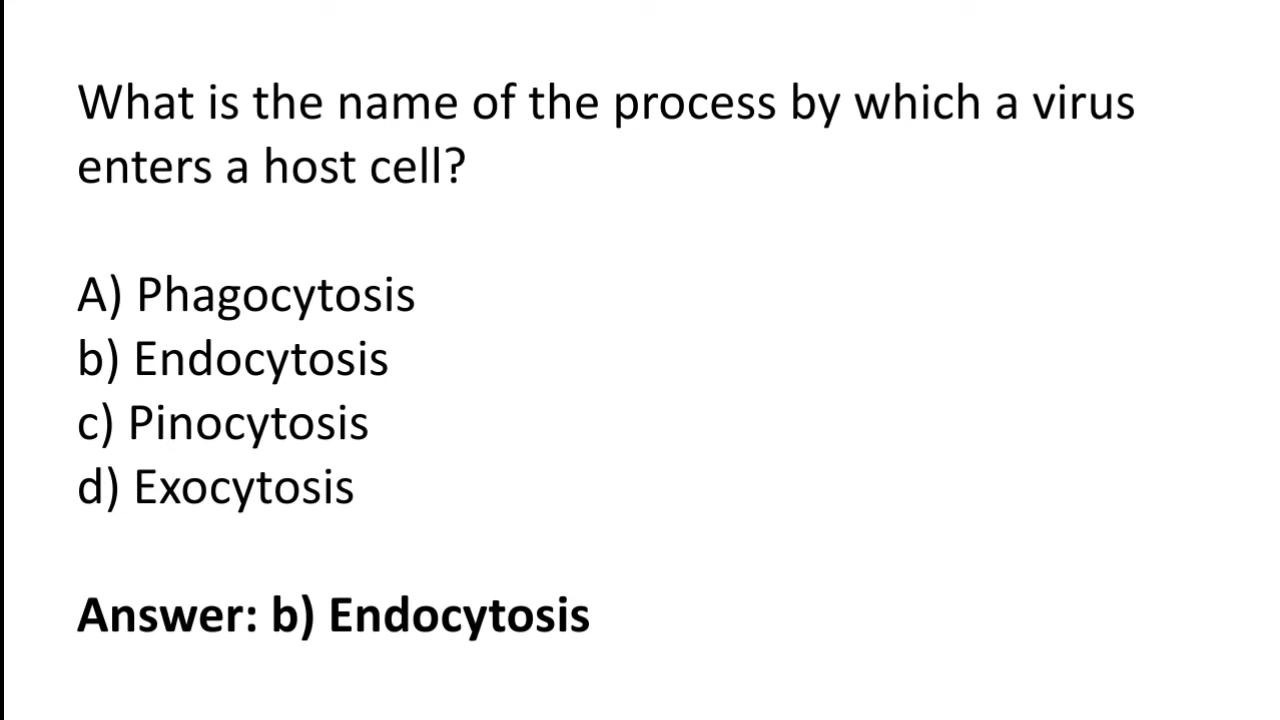 What is the name of the process by which a virus
enters a host cell?
A) Phagocytosis
b) Endocytosis
c) Pinocytosis
d) Exocytosis
Answer: b) Endocytosis